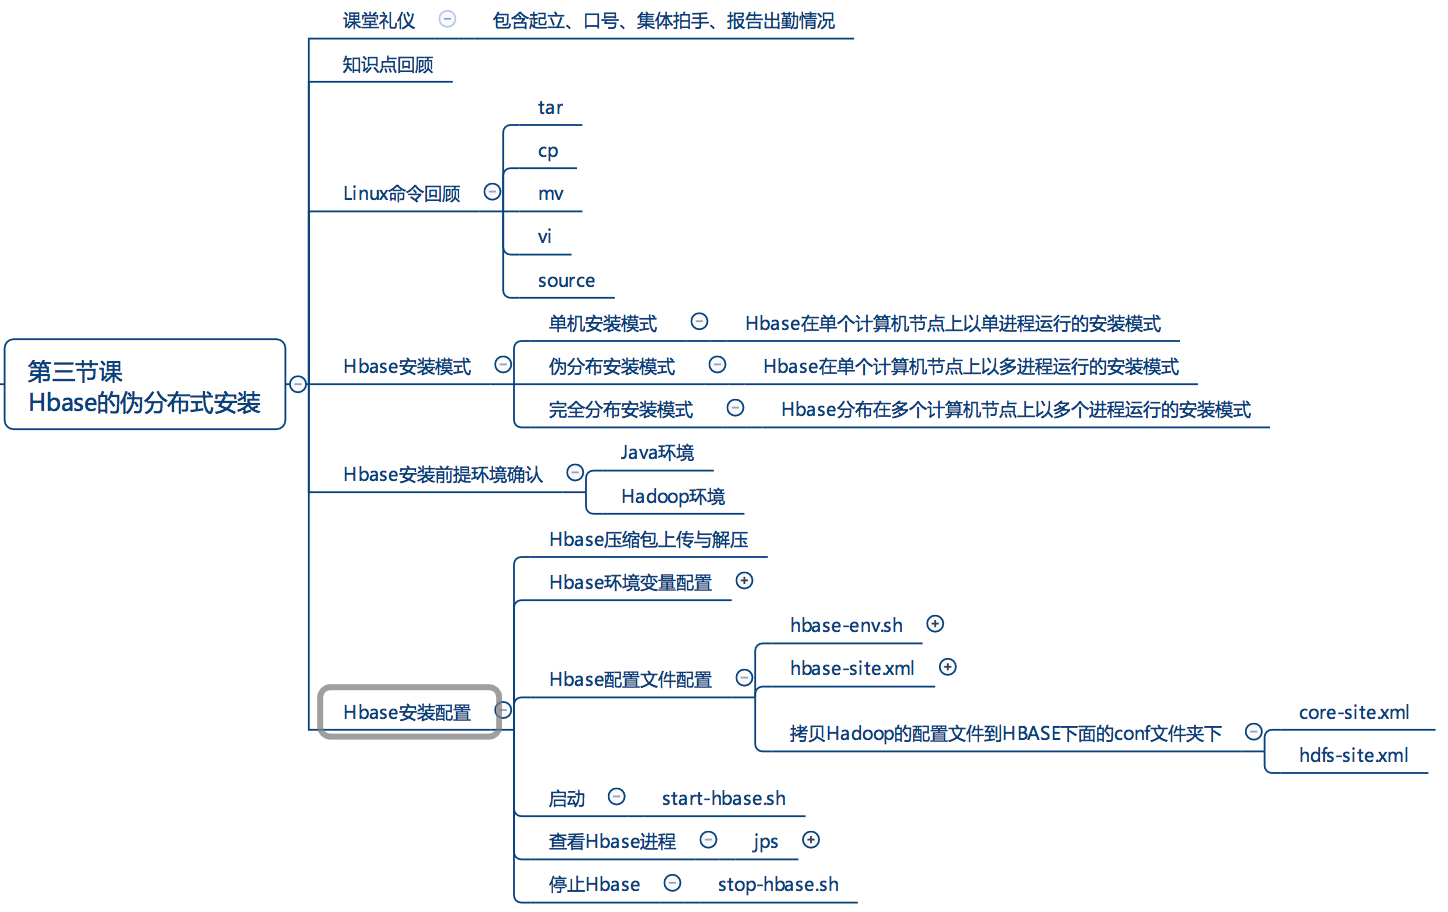 课堂礼仪
包含起立、口号、集体拍手、报告出勤情况
知识点回顾
Linux命令回顾
tar
cp
mv
vi
source
第三节课
Hbase的伪分布式安装
Hbase安装模式
单机安装模式
Hbase在单个计算机节点上以单进程运行的安装模式
伪分布安装模式
Hbase在单个计算机节点上以多进程运行的安装模式
完全分布安装模式
Hbase分布在多个计算机节点上以多个进程运行的安装模式
Hbase安装前提环境确认
Java环境
Hadoop环境
Hbase安装配置
Hbase压缩包上传与解压
Hbase环境变量配置
Hbase配置文件配置
hbase-env.sh
hbase-site.xml
拷贝Hadoop的配置文件到HBASE下面的conf文件夹下
core-site.xml
hdfs-site.xml
启动
start-hbase.sh
查看Hbase进程
jps
停止Hbase
stop-hbase.sh